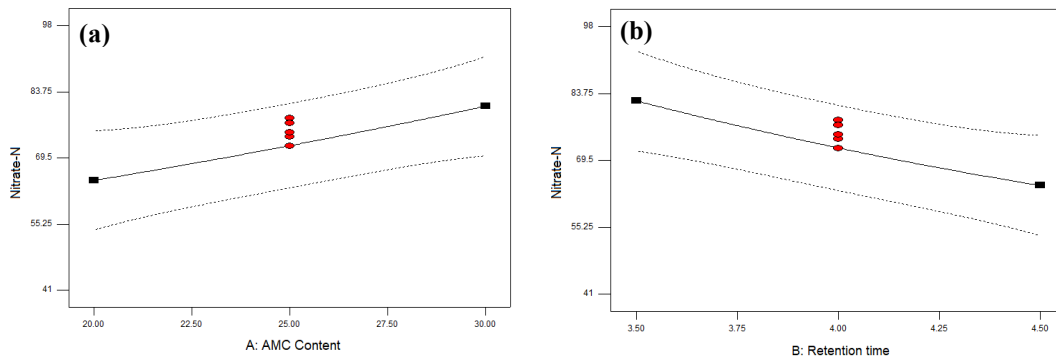 (a)
Nitrate-N
98
83.75
69.5
55.25
41
20.00 22.50 25.00 27.50 30.00
A: AMC Content
(b)
Nitrate-N
98
83.75
69.5
55.25
41
3.50 3.75 4.00 4.25 4.50
B: Retention time